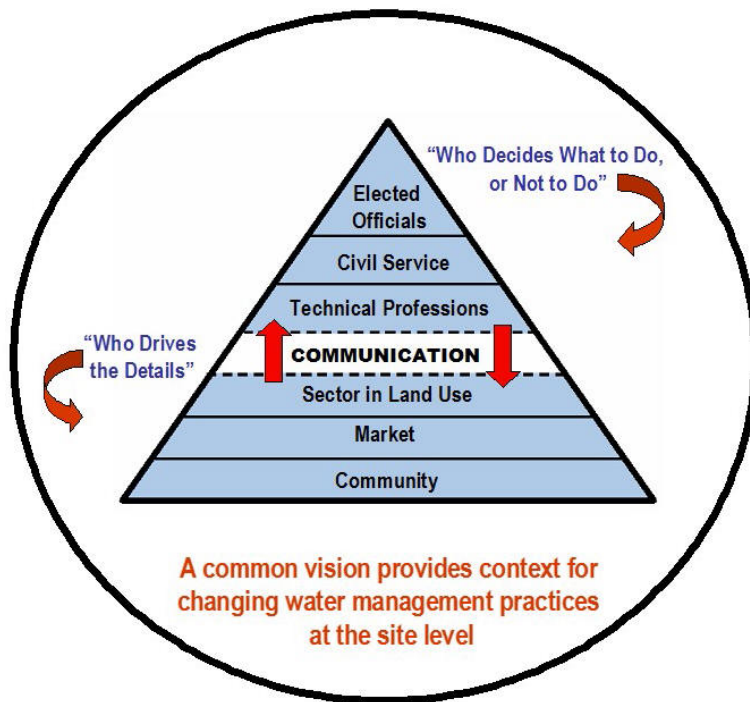 “Who Decides What to Do,
or Not to Do”
Elected
Officials
Civil Service
Technical Professions
“Who Drives
the Details”
COMMUNICATION
Sector in Land Use
Market
Community
A common vision provides context for
changing water management practices
at the site level